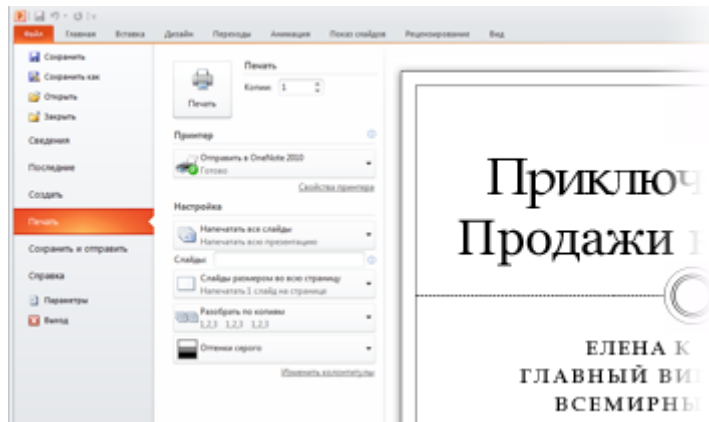 Файл Главная Вставка Дизайн Переходы Анимация Показ слайдов Рецензирование Вид
Сохранить
Сохранить как
Открыть
Закрыть
Сведения
Последние
Создать
Печать
Сохранить и отправить
Справка
Параметры
Выход
Печать
Копии: 1
Печать
Принтер
Отправить в OneNote 2010
Готово
Свойства принтера
Настройка
Напечатать все слайды
Напечатать всю презентацию
Слайды:
Слайды размером во всю страницу
Напечатать 1 слайд на странице
Разобрать по копиям
1,2,3 1,2,3 1,2,3
Оттенки серого
Изменить колонтитулы
Приключ
Продажи
ЕЛЕНА К
ГЛАВНЫЙ ВИ
ВСЕМИРНЫ